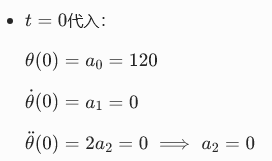 • t = 0代入：
θ(0) = a₀ = 120
θ̇(0) = a₁ = 0
θ̈(0) = 2a₂ = 0 ⟹ a₂ = 0